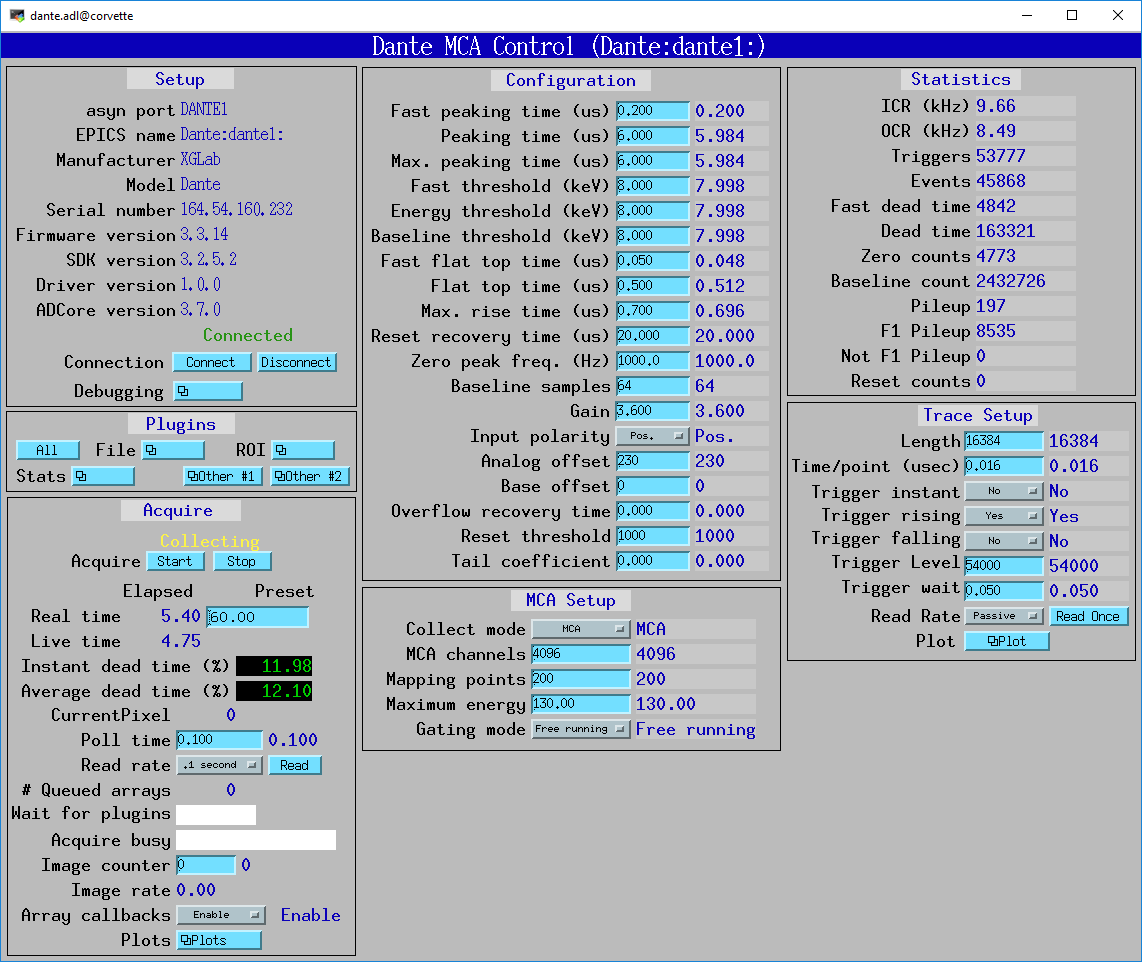 dante.adl@corvette
Dante MCA Control (Dante:dante1:)
Setup
asyn port DANTE1
EPICS name Dante:dante1:
Manufacturer XGLab
Model Dante
Serial number 164.54.160.232
Firmware version 3.3.14
SDK version 3.2.5.2
Driver version 1.0.0
ADCore version 3.7.0
Connected
Connection Connect Disconnect
Debugging
Plugins
All File ROI
Stats Other #1 Other #2
Acquire
Collecting
Acquire Start Stop
Elapsed Preset
Real time 5.40 60.00
Live time 4.75
Instant dead time (%) 11.98
Average dead time (%) 12.10
CurrentPixel 0
Poll time 0.100 0.100
Read rate .1 second Read
# Queued arrays 0
Wait for plugins
Acquire busy
Image counter 0 0
Image rate 0.00
Array callbacks Enable Enable
Plots Plots
Configuration
Fast peaking time (us) 0.200 0.200
Peaking time (us) 6.000 5.984
Max. peaking time (us) 6.000 5.984
Fast threshold (keV) 8.000 7.998
Energy threshold (keV) 8.000 7.998
Baseline threshold (keV) 8.000 7.998
Fast flat top time (us) 0.050 0.048
Flat top time (us) 0.500 0.512
Max. rise time (us) 0.700 0.696
Reset recovery time (us) 20.000 20.000
Zero peak freq. (Hz) 1000.0 1000.0
Baseline samples 64 64
Gain 3.600 3.600
Input polarity Pos. Pos.
Analog offset 230 230
Base offset 0 0
Overflow recovery time 0.000 0.000
Reset threshold 1000 1000
Tail coefficient 0.000 0.000
MCA Setup
Collect mode MCA MCA
MCA channels 4096 4096
Mapping points 200 200
Maximum energy 130.00 130.00
Gating mode Free running Free running
Statistics
ICR (kHz) 9.66
OCR (kHz) 8.49
Triggers 53777
Events 45868
Fast dead time 4842
Dead time 163321
Zero counts 4773
Baseline count 2432726
Pileup 197
F1 Pileup 8535
Not F1 Pileup 0
Reset counts 0
Trace Setup
Length 16384 16384
Time/point (usec) 0.016 0.016
Trigger instant No No
Trigger rising Yes Yes
Trigger falling No No
Trigger Level 54000 54000
Trigger wait 0.050 0.050
Read Rate Passive Read Once
Plot Plot